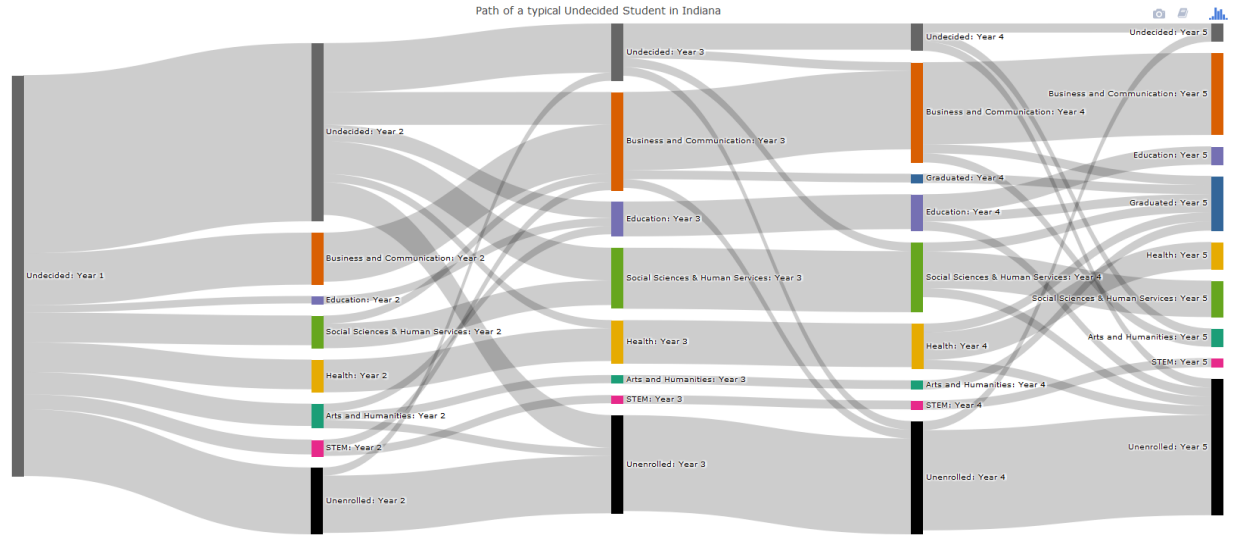 Path of a typical Undecided Student in Indiana
Undecided: Year 1
Undecided: Year 2
Business and Communication: Year 2
Education: Year 2
Social Sciences & Human Services: Year 2
Health: Year 2
Arts and Humanities: Year 2
STEM: Year 2
Unenrolled: Year 2
Undecided: Year 3
Business and Communication: Year 3
Education: Year 3
Social Sciences & Human Services: Year 3
Health: Year 3
Arts and Humanities: Year 3
STEM: Year 3
Unenrolled: Year 3
Undecided: Year 4
Business and Communication: Year 4
Graduated: Year 4
Education: Year 4
Social Sciences & Human Services: Year 4
Health: Year 4
Arts and Humanities: Year 4
STEM: Year 4
Unenrolled: Year 4
Undecided: Year 5
Business and Communication: Year 5
Education: Year 5
Graduated: Year 5
Health: Year 5
Social Sciences & Human Services: Year 5
Arts and Humanities: Year 5
STEM: Year 5
Unenrolled: Year 5